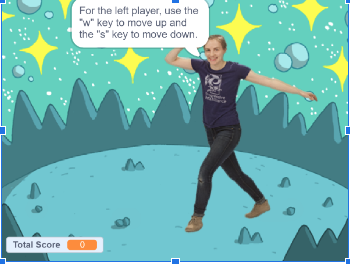 For the left player, use the
"w" key to move up and
the "s" key to move down.
Total Score 0